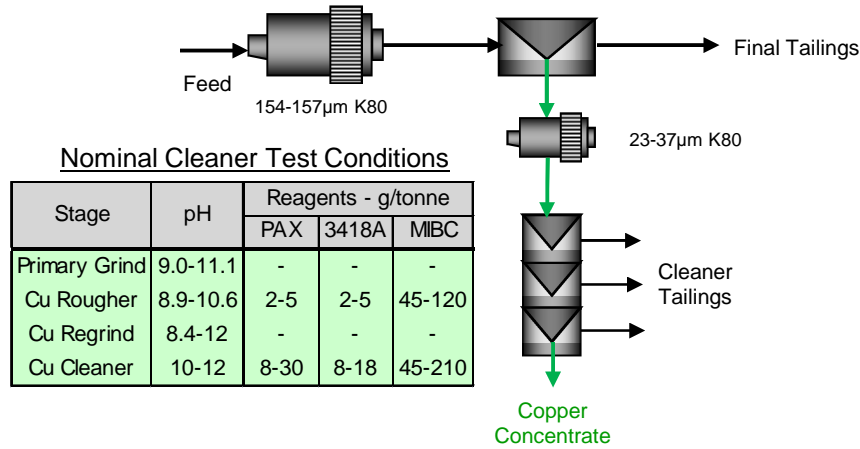 Feed
154-157µm K80
Final Tailings
23-37µm K80
Nominal Cleaner Test Conditions
Stage pH Reagents - g/tonne
PAX 3418A MIBC
Primary Grind 9.0-11.1 - - -
Cu Rougher 8.9-10.6 2-5 2-5 45-120
Cu Regrind 8.4-12 - - -
Cu Cleaner 10-12 8-30 8-18 45-210
Cleaner
Tailings
Copper
Concentrate